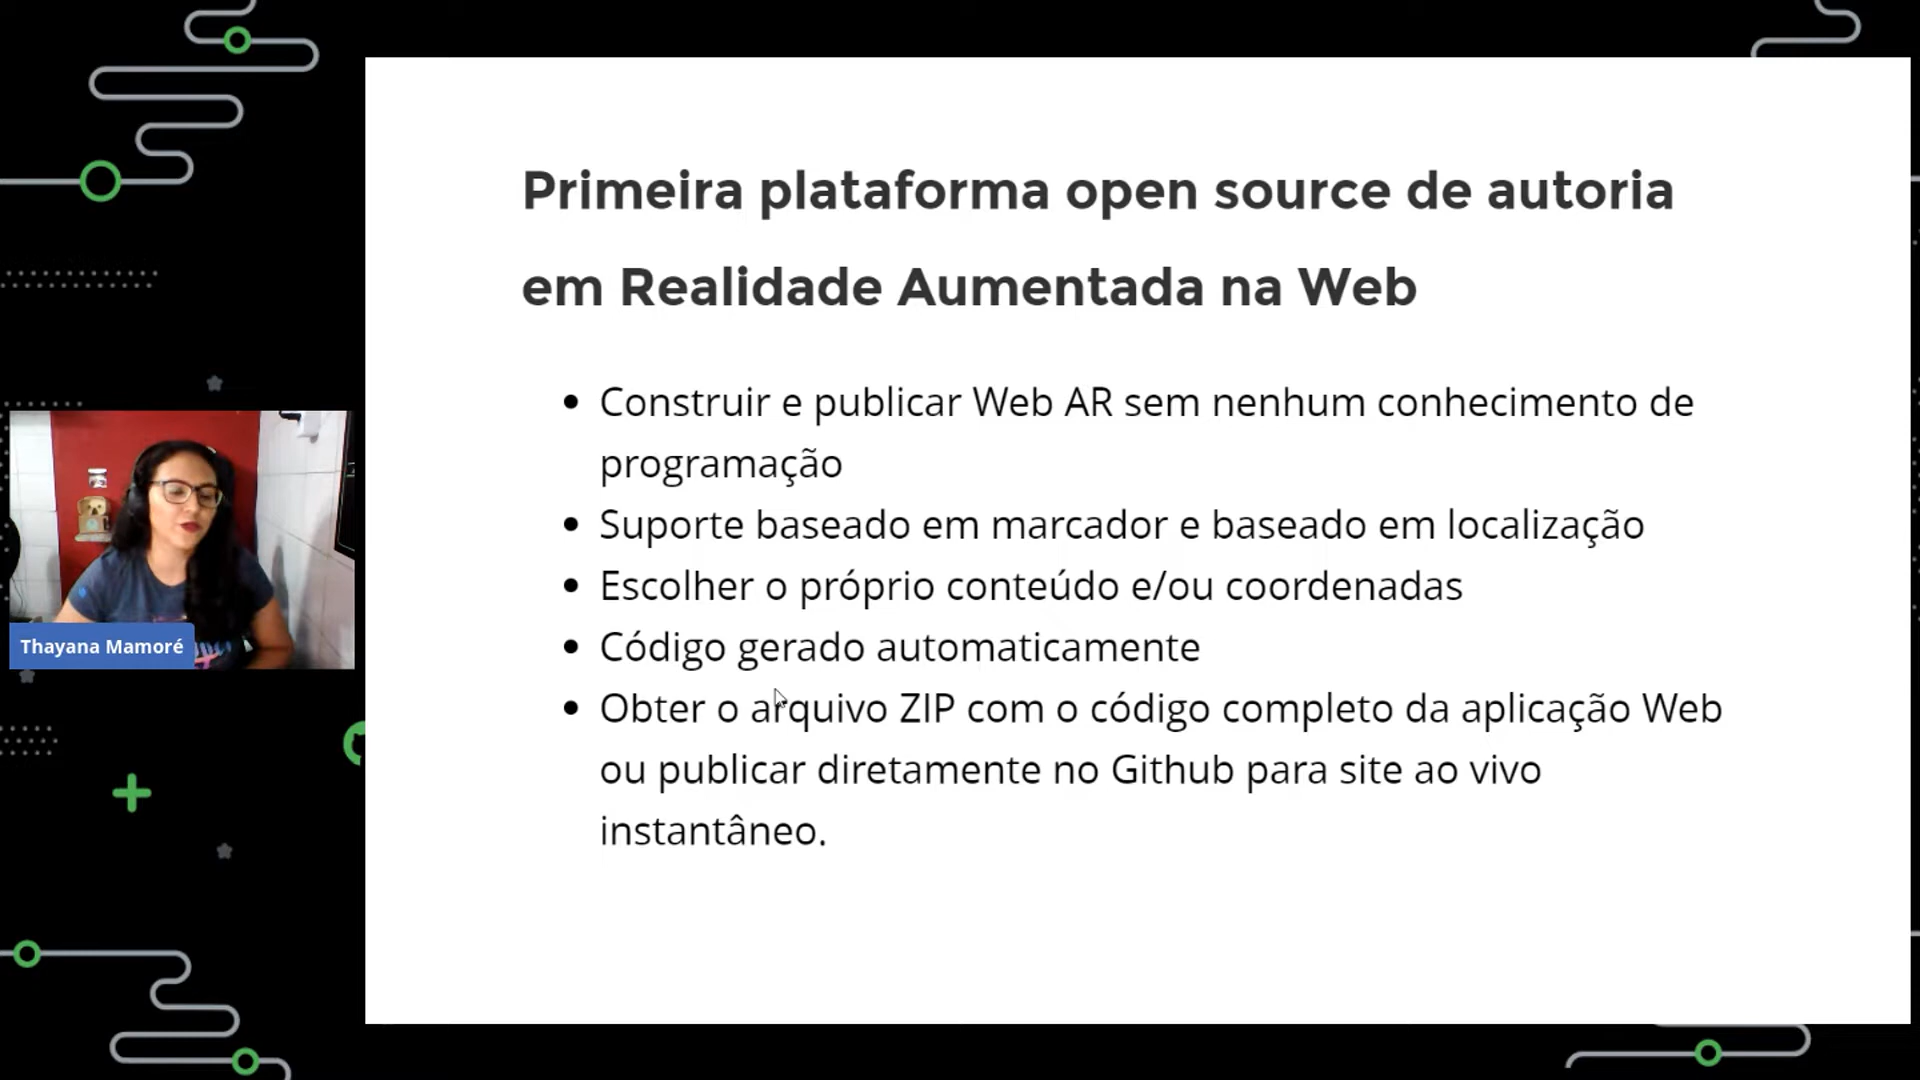 Primeira plataforma open source de autoria
em Realidade Aumentada na Web
• Construir e publicar Web AR sem nenhum conhecimento de
programação
• Suporte baseado em marcador e baseado em localização
• Escolher o próprio conteúdo e/ou coordenadas
• Código gerado automaticamente
• Obter o arquivo ZIP com o código completo da aplicação Web
ou publicar diretamente no Github para site ao vivo
instantâneo.
Thayana Mamoré